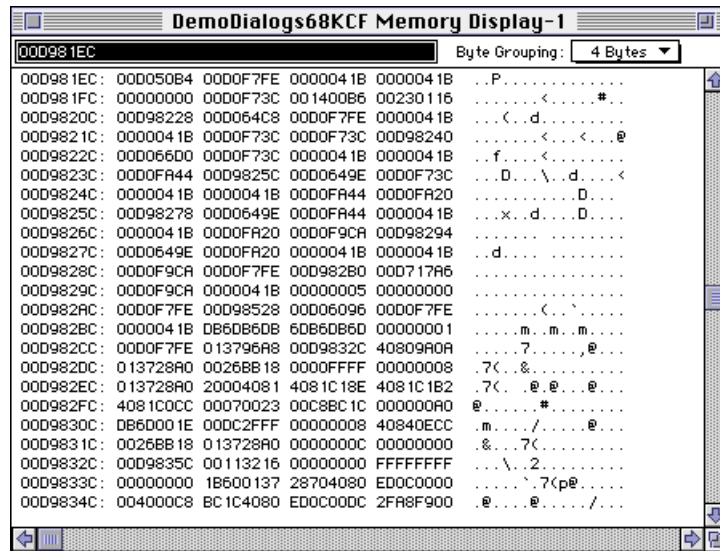 DemoDialogs68KCF Memory Display-1
00D981EC Byte Grouping: 4 Bytes ▼
00D981EC: 00D050B4 00D0F7FE 0000041B 0000041B ..P.............
00D981FC: 00000000 00D0F73C 001400B6 00230116 .......<.....#..
00D9820C: 00D98228 00D064C8 00D0F7FE 0000041B ...(..d.........
00D9821C: 0000041B 00D0F73C 00D0F73C 00D98240 .......<...<...@
00D9822C: 00D066D0 00D0F73C 0000041B 0000041B ..f....<........
00D9823C: 00D0FA44 00D9825C 00D0649E 00D0F73C ...D...\..d....<
00D9824C: 0000041B 0000041B 00D0FA44 00D0FA20 ...........D...
00D9825C: 00D98278 00D0649E 00D0FA44 0000041B ...x..d....D....
00D9826C: 0000041B 00D0FA20 00D0F9CA 00D98294 ....... ........
00D9827C: 00D0649E 00D0FA20 0000041B 0000041B ..d.... ........
00D9828C: 00D0F9CA 00D0F7FE 00D982B0 00D717A6 ................
00D9829C: 00D0F9CA 0000041B 00000005 00000000 ................
00D982AC: 00D0F7FE 00D98528 00D06096 00D0F7FE .......(..`.....
00D982BC: 0000041B DB6DB6DB 6DB6DB6D 00000001 .....m..m..m....
00D982CC: 00D0F7FE 013796A8 00D9832C 40809A0A .....7.....,@...
00D982DC: 013728A0 0026BB18 0000FFFF 00000008 .7(..&..........
00D982EC: 013728A0 20004081 4081C18E 4081C1B2 .7(. .@.@...@...
00D982FC: 4081C0CC 00070023 00C8BC1C 000000A0 @......#........
00D9830C: DB6D001E 00DC2FFF 00000008 40840ECC .m..../.....@...
00D9831C: 0026BB18 013728A0 0000000C 00000000 .&...7(.........
00D9832C: 00D9835C 00113216 00000000 FFFFFFFF ...\..2.........
00D9833C: 00000000 1B600137 28704080 ED0C0000 .....`.7(p@.....
00D9834C: 004000C8 BC1C4080 ED0C00DC 2FA8F900 .@....@...../...